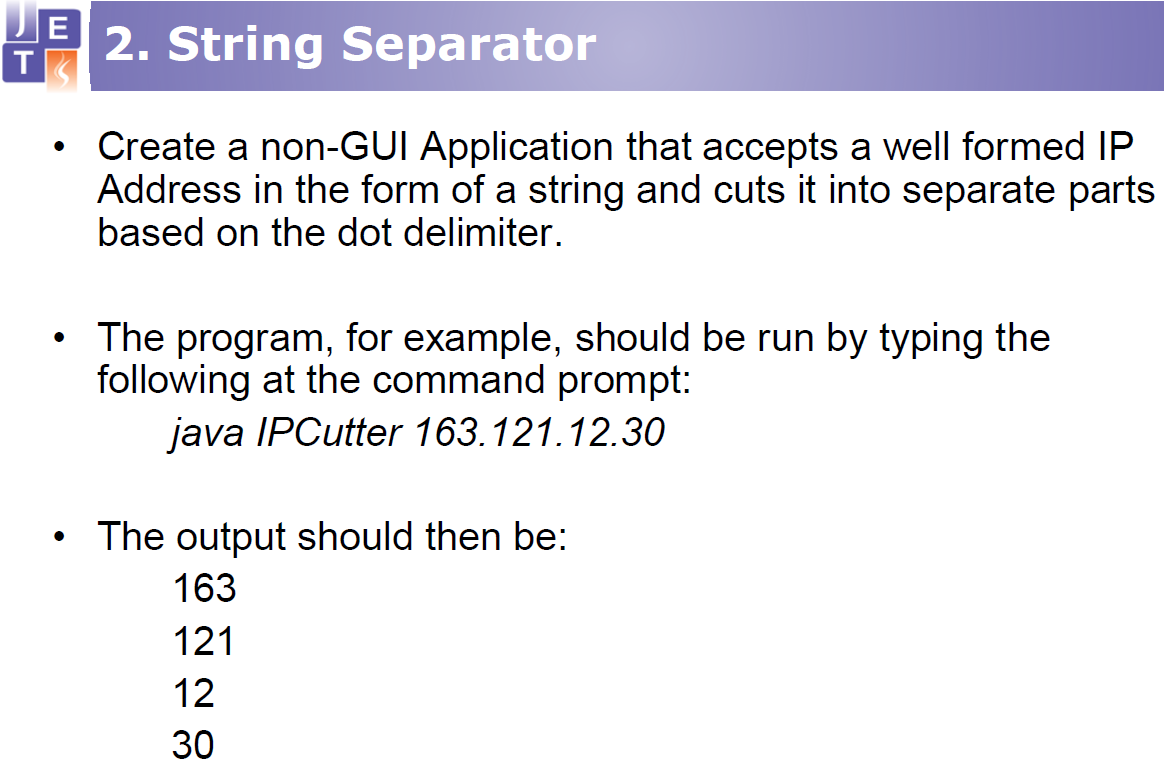 J E
T
2. String Separator
• Create a non-GUI Application that accepts a well formed IP
Address in the form of a string and cuts it into separate parts
based on the dot delimiter.
• The program, for example, should be run by typing the
following at the command prompt:
java IPCutter 163.121.12.30
• The output should then be:
163
121
12
30